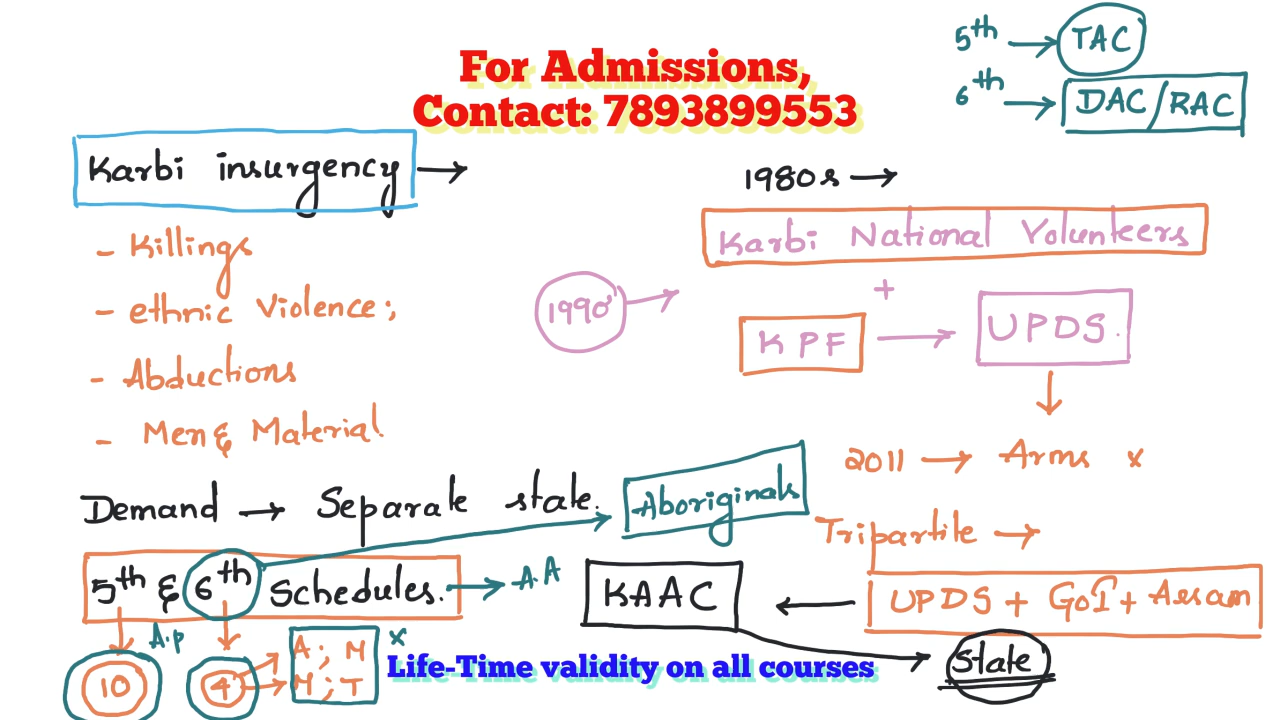 5th → TAC
For Admissions,
6th → DAC/RAC
Contact: 7893899553
Karbi insurgency →
1980s →
- Killings
Karbi National Volunteers
- ethnic Violence;
1990' →
+
KPF → UPDS.
- Abductions
- Men & Material
2011 → Arms x
Demand → Separate state.
Aboriginals
Tripartite →
5th & 6th Schedules. → A.A
KAAC ← UPDS + GoI + Assam
A.P
10
4
A; M x
M; T
Life-Time validity on all courses
State